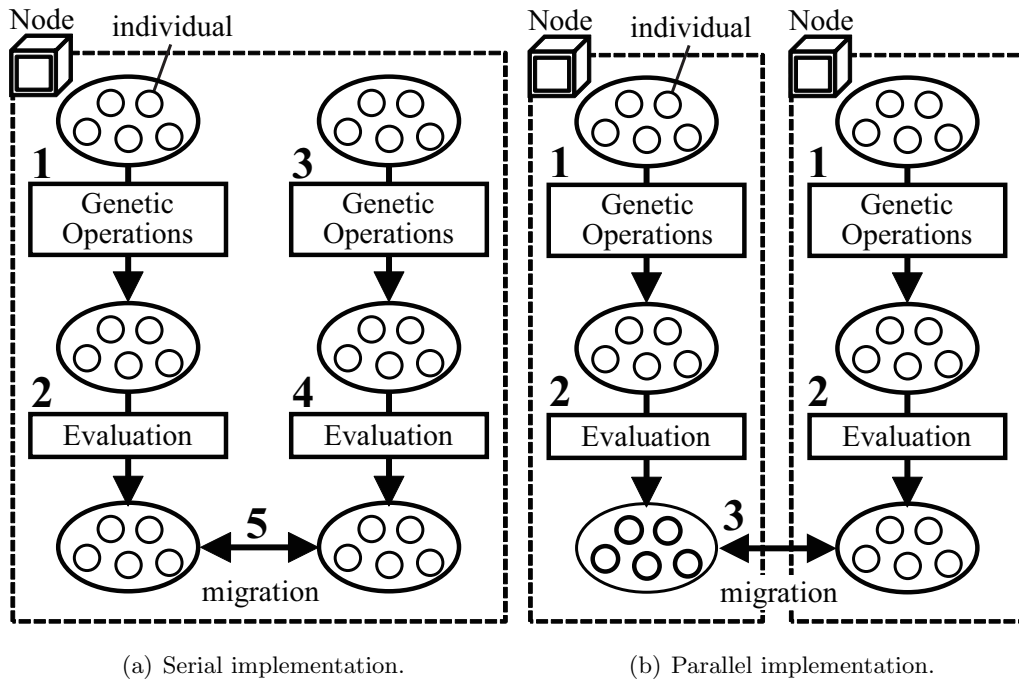 Node
individual
1
Genetic
Operations
3
Genetic
Operations
2
Evaluation
4
Evaluation
5
migration
(a) Serial implementation.
Node
individual
Node
1
Genetic
Operations
1
Genetic
Operations
2
Evaluation
2
Evaluation
3
migration
(b) Parallel implementation.